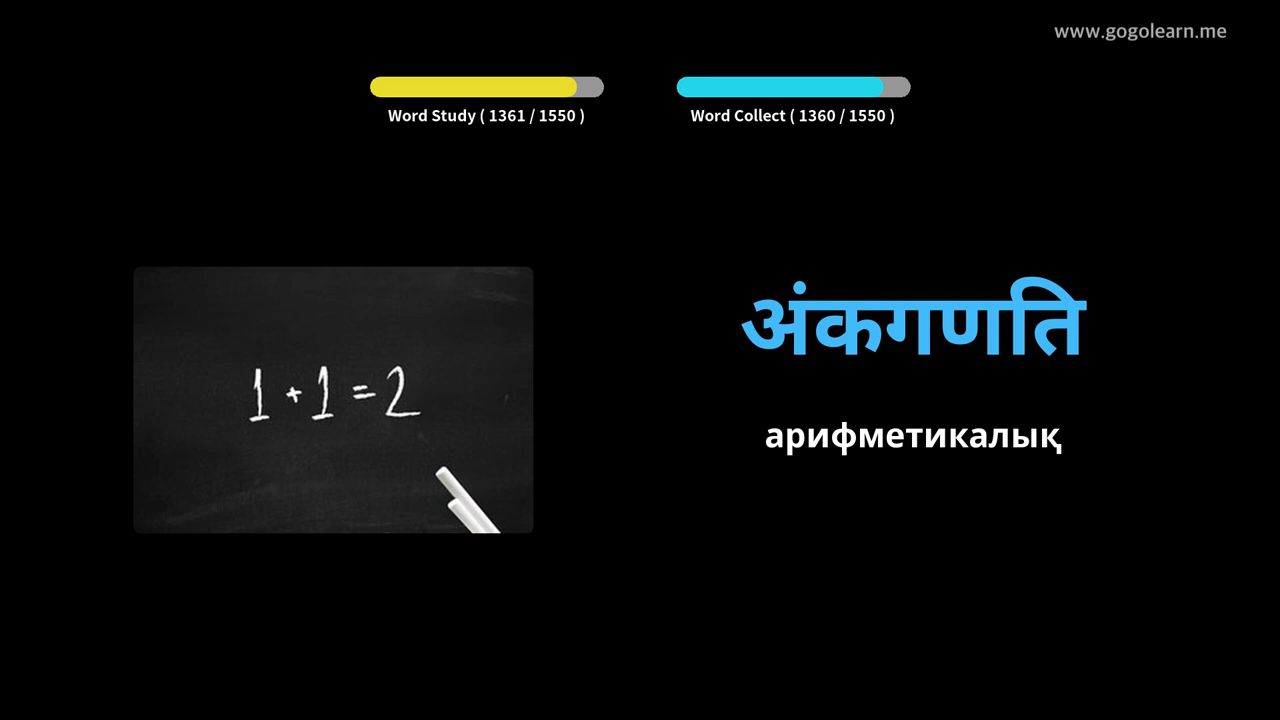 www.gogolearn.me
Word Study ( 1361 / 1550 )
Word Collect ( 1360 / 1550 )
1 + 1 = 2
अंकगणति
арифметикалық